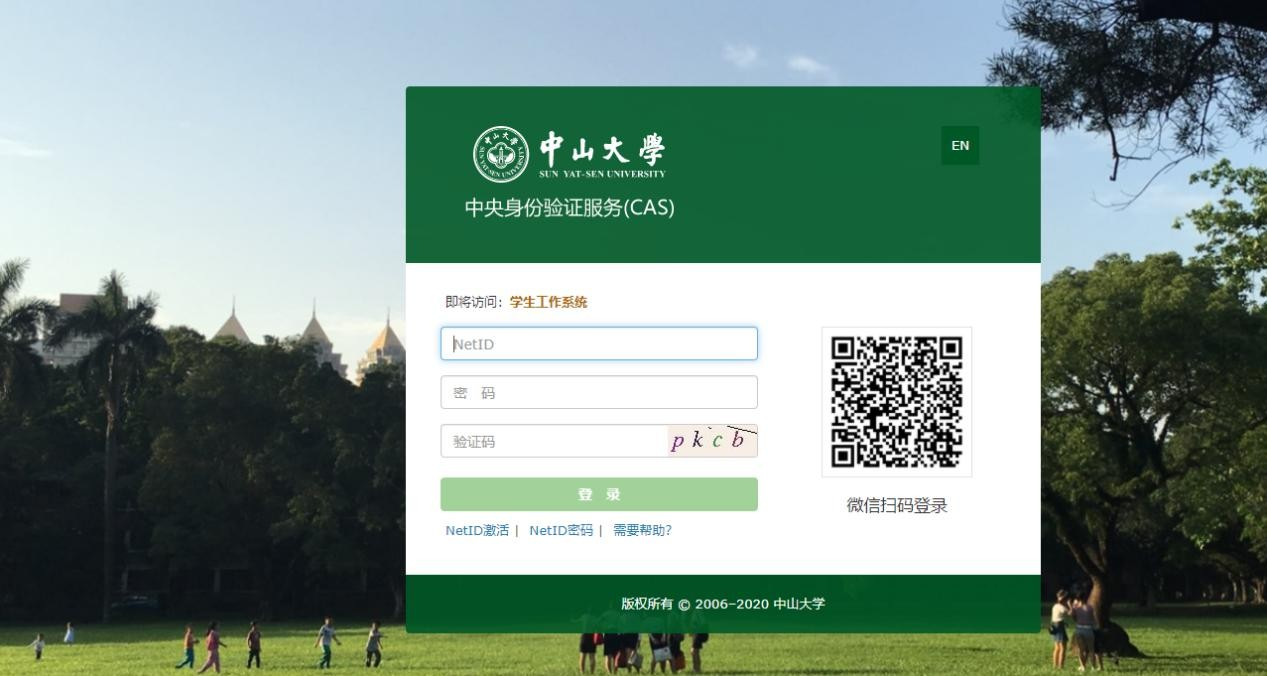 中山大學
SUN YAT-SEN UNIVERSITY
EN
中央身份验证服务(CAS)
即将访问：学生工作系统
NetID
密 码
验证码 pkcb
登 录
微信扫码登录
NetID激活 | NetID密码 | 需要帮助?
版权所有 © 2006-2020 中山大学